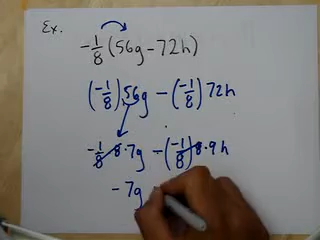 Ex.
-1/8 (56g - 72h)
(-1/8) 56g - (-1/8) 72h
-1/8 · 8 · 7g - (-1/8) 8 · 9h
- 7g